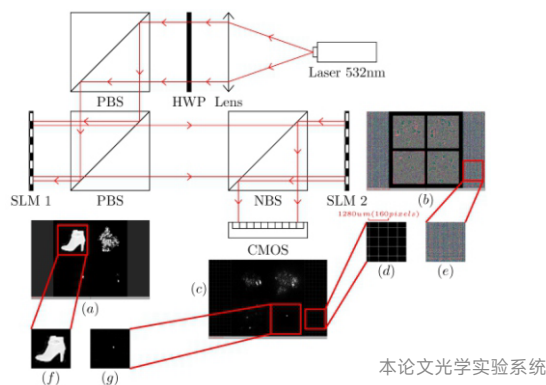 Laser 532nm
PBS
HWP
Lens
SLM 1
PBS
NBS
SLM 2
(b)
1280um(160pixels)
CMOS
(a)
(c)
(d)
(e)
(f)
(g)
本论文光学实验系统